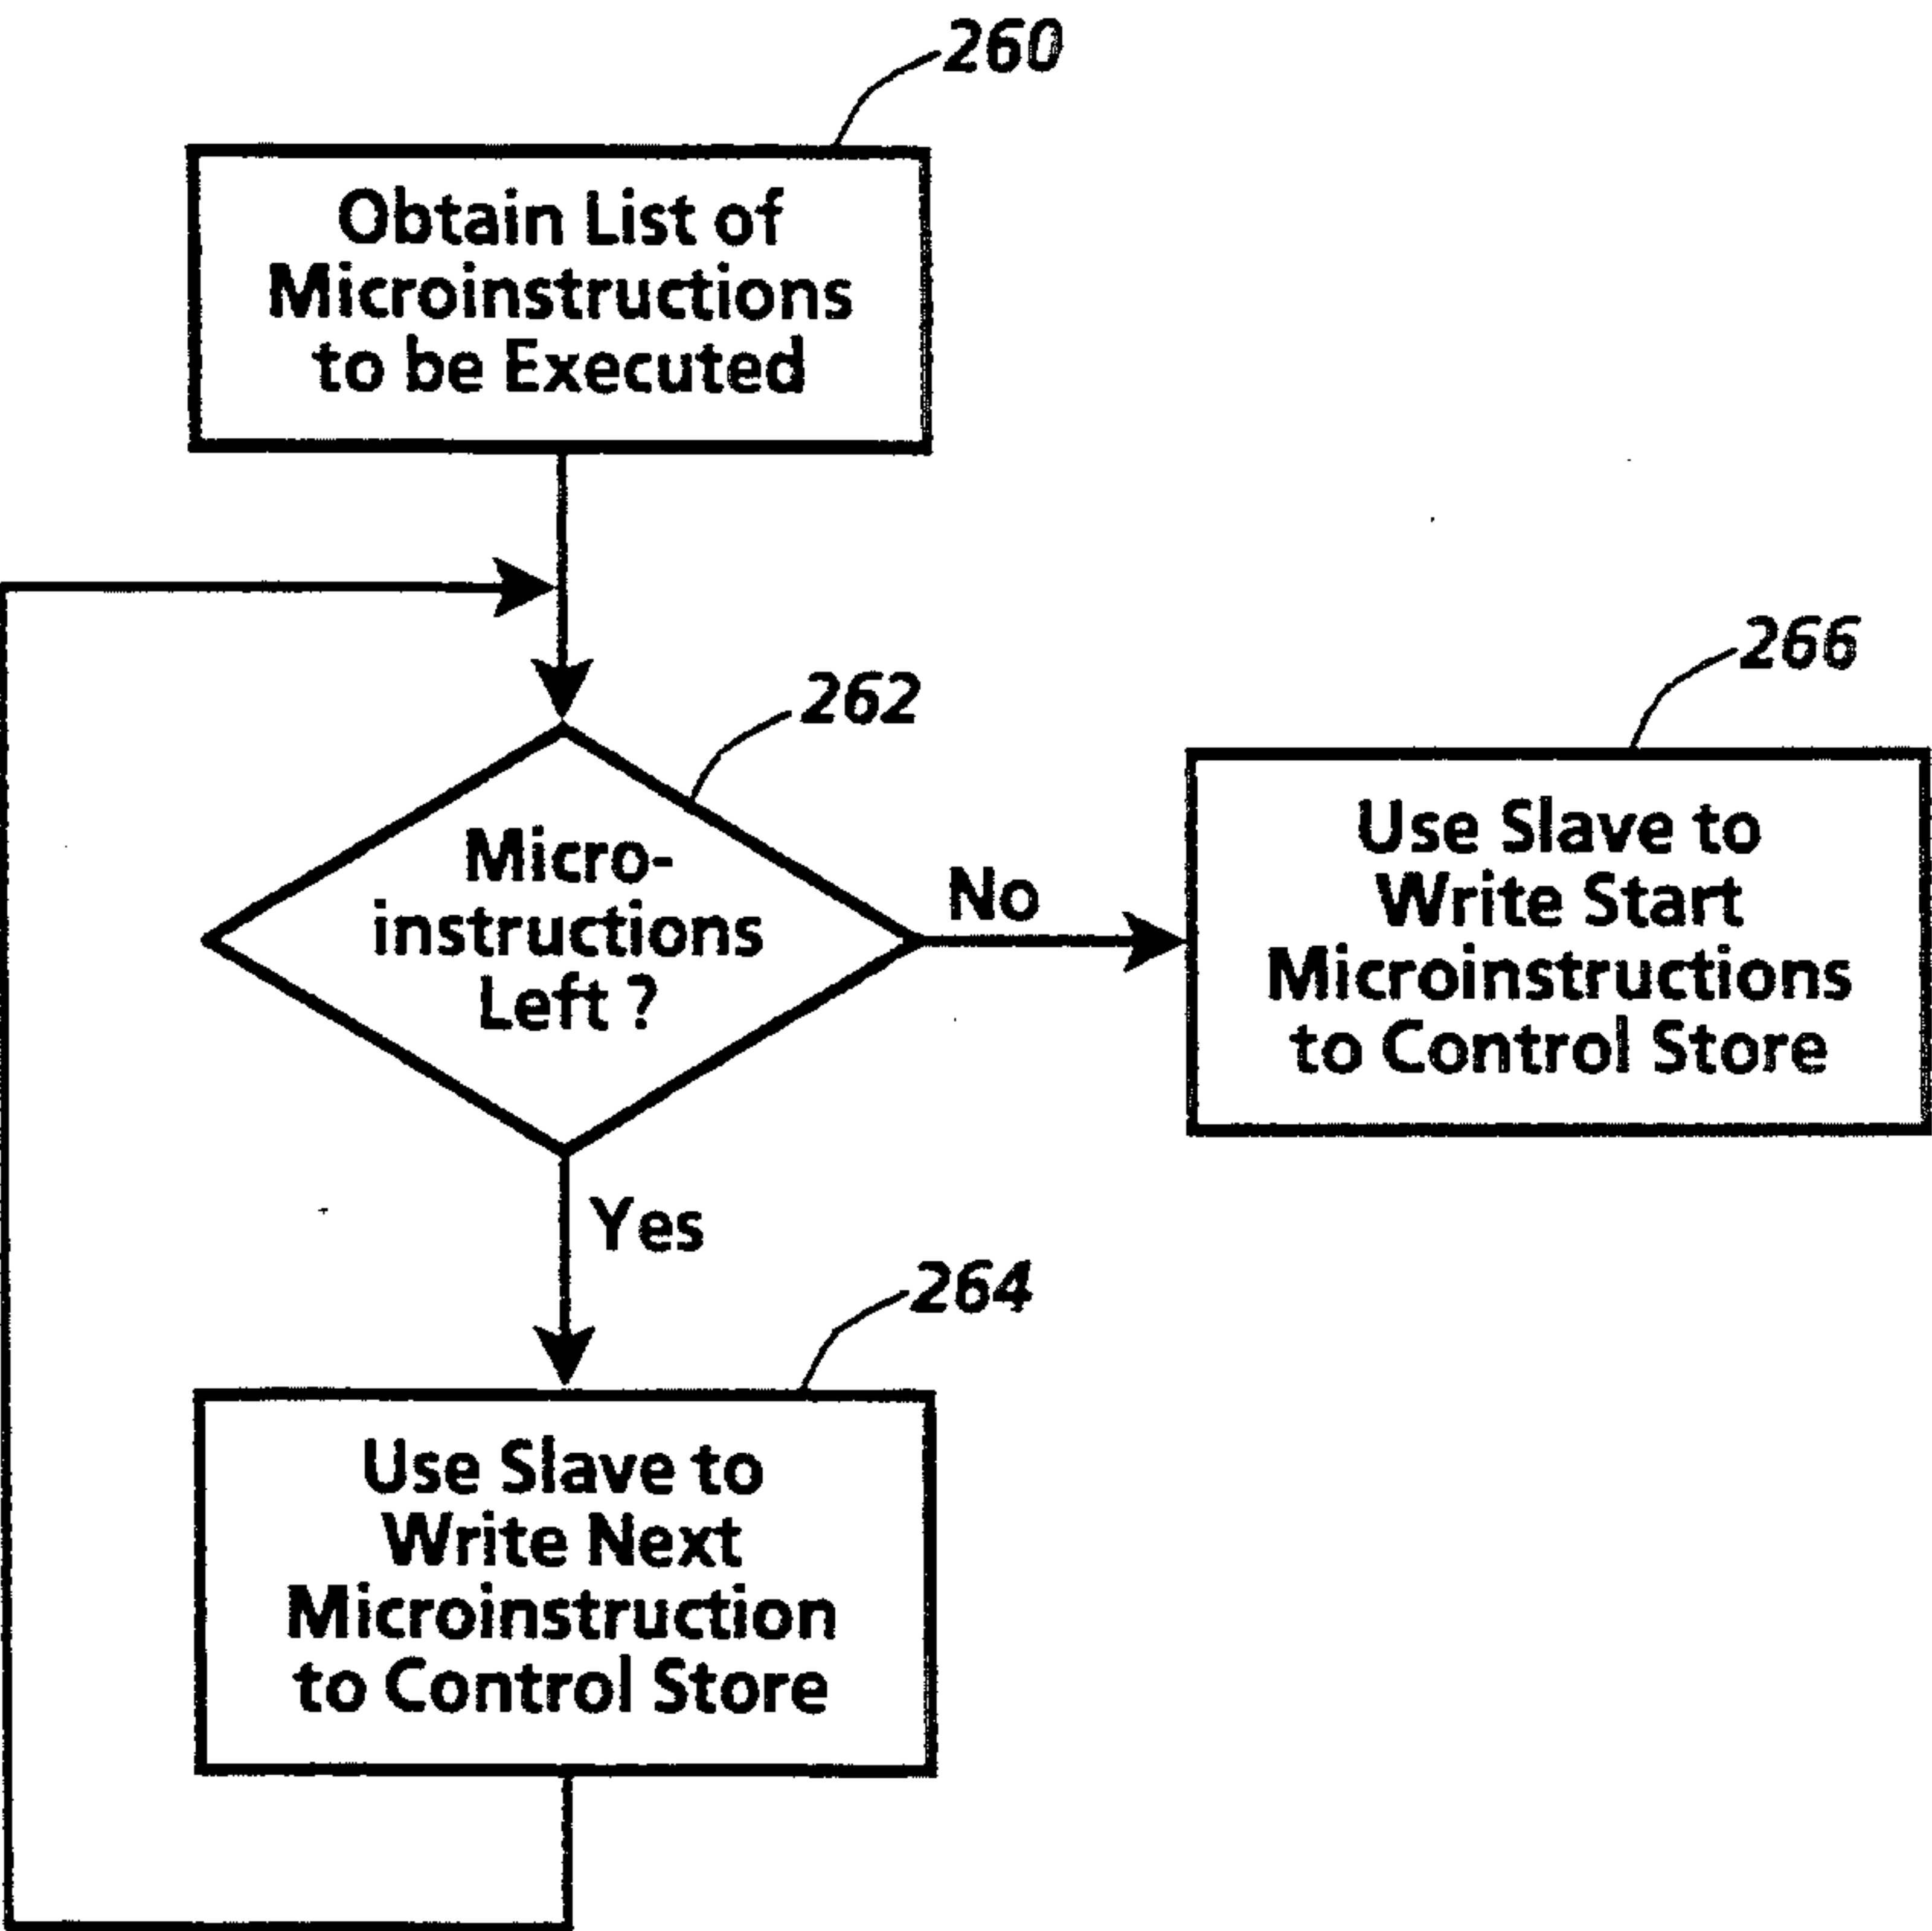 260
Obtain List of
Microinstructions
to be Executed
262
Micro-
instructions
Left ?
No
266
Use Slave to
Write Start
Microinstructions
to Control Store
Yes
264
Use Slave to
Write Next
Microinstruction
to Control Store